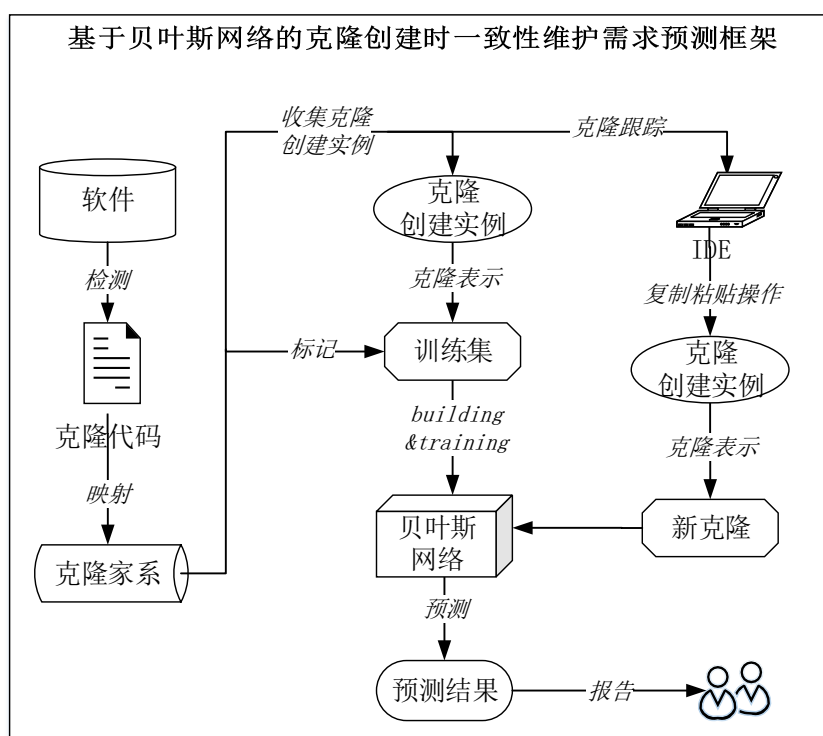 基于贝叶斯网络的克隆创建时一致性维护需求预测框架
收集克隆
创建实例
克隆跟踪
软件
克隆
创建实例
IDE
检测
克隆表示
复制粘贴操作
标记
训练集
克隆
创建实例
克隆代码
building
&training
克隆表示
映射
贝叶斯
网络
新克隆
克隆家系
预测
预测结果
报告